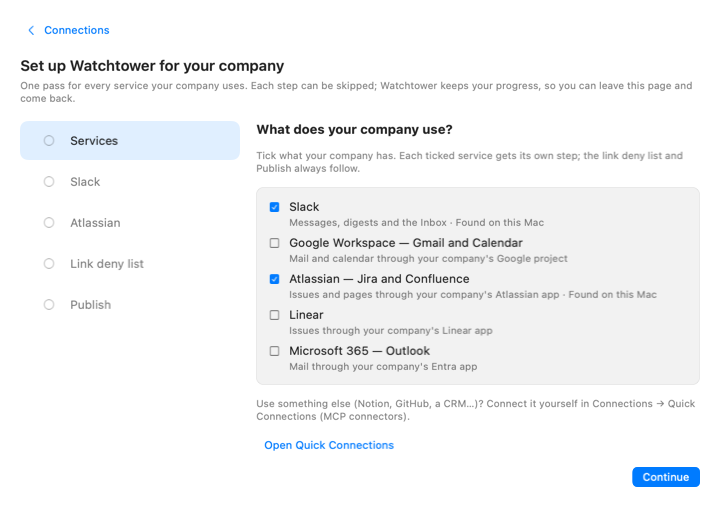 Connections
Set up Watchtower for your company
One pass for every service your company uses. Each step can be skipped; Watchtower keeps your progress, so you can leave this page and
come back.
Services
Slack
Atlassian
Link deny list
Publish
What does your company use?
Tick what your company has. Each ticked service gets its own step; the link deny list and
Publish always follow.
Slack
Messages, digests and the Inbox · Found on this Mac
Google Workspace — Gmail and Calendar
Mail and calendar through your company's Google project
Atlassian — Jira and Confluence
Issues and pages through your company's Atlassian app · Found on this Mac
Linear
Issues through your company's Linear app
Microsoft 365 — Outlook
Mail through your company's Entra app
Use something else (Notion, GitHub, a CRM…)? Connect it yourself in Connections → Quick
Connections (MCP connectors).
Open Quick Connections
Continue